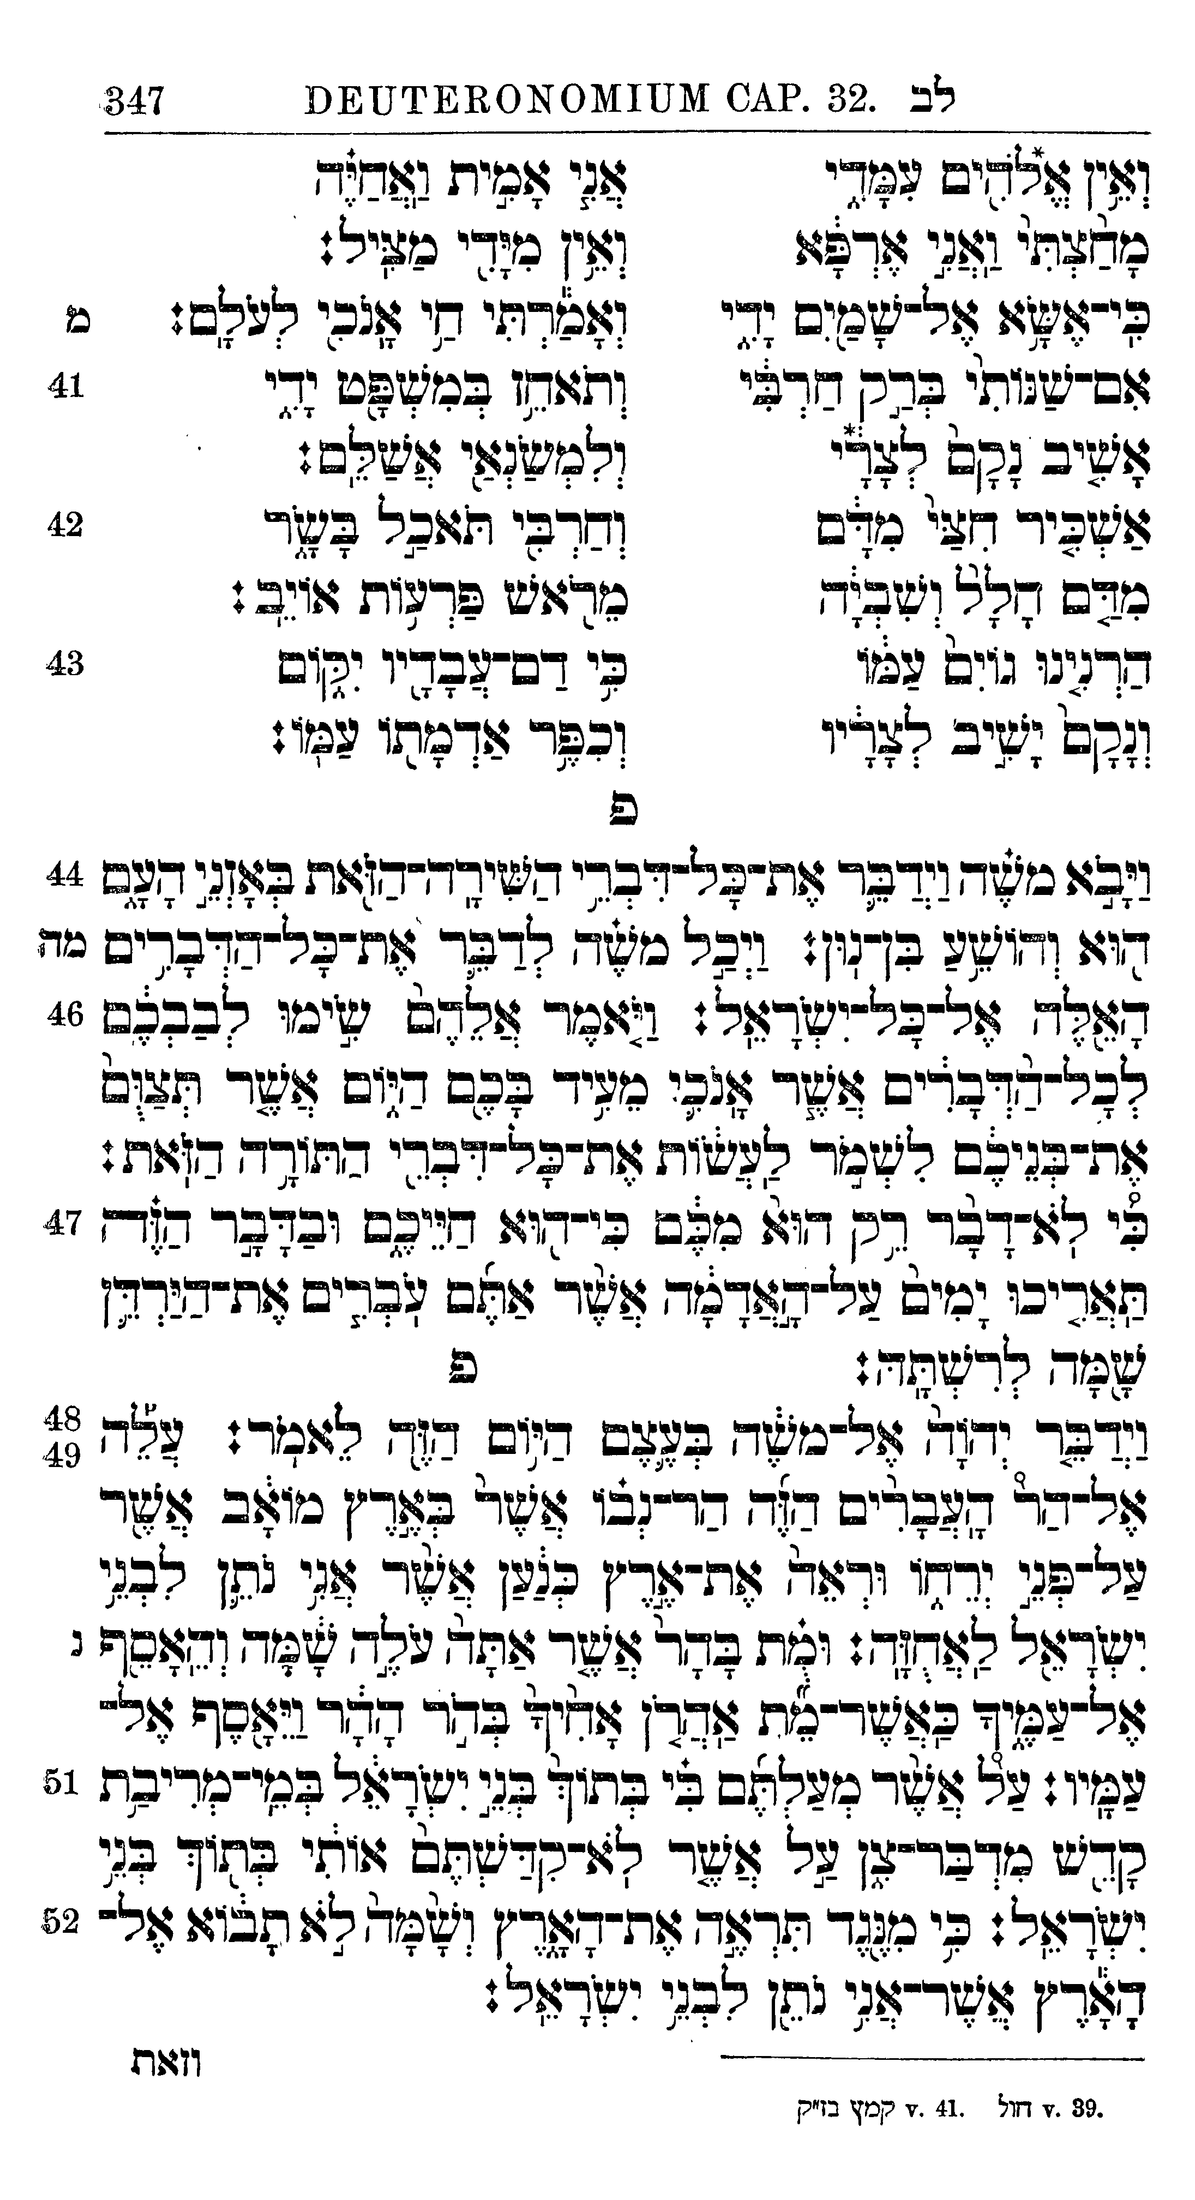 347 DEUTERONOMIUM CAP. 32. לב
וְאֵ֥ין אֱלֹהִ֖ים עִמָּדִ֑י אֲנִ֧י אָמִ֣ית וַאֲחַיֶּ֗ה
מָחַ֙צְתִּי֙ וַאֲנִ֣י אֶרְפָּ֔א וְאֵ֥ין מִיָּדִ֖י מַצִּֽיל׃
מ כִּֽי־אֶשָּׂ֥א אֶל־שָׁמַ֖יִם יָדִ֑י וְאָמַ֕רְתִּי חַ֥י אָֽנֹכִ֖י לְעֹלָֽם׃
41 אִם־שַׁנּוֹתִי֙ בְּרַ֣ק חַרְבִּ֔י וְתֹאחֵ֥ז בְּמִשְׁפָּ֖ט יָדִ֑י
אָשִׁ֤יב נָקָם֙ לְצָרָ֔י וְלִמְשַׂנְאַ֖י אֲשַׁלֵּֽם׃
42 אַשְׁכִּ֤יר חִצַּי֙ מִדָּ֔ם וְחַרְבִּ֖י תֹּאכַ֣ל בָּשָׂ֑ר
מִדַּ֤ם חָלָל֙ וְשִׁבְיָ֔ה מֵרֹ֖אשׁ פַּרְע֥וֹת אוֹיֵֽב׃
43 הַרְנִ֤ינוּ גוֹיִם֙ עַמּ֔וֹ כִּ֥י דַם־עֲבָדָ֖יו יִקּ֑וֹם
וְנָקָם֙ יָשִׁ֣יב לְצָרָ֔יו וְכִפֶּ֥ר אַדְמָת֖וֹ עַמּֽוֹ׃
פ
44 וַיָּבֹ֣א משֶׁ֗ה וַיְדַבֵּ֛ר אֶת־כָּל־דִּבְרֵ֥י הַשִּׁירָֽה־הַזֹּ֖את בְּאָזְנֵ֣י הָעָ֑ם
מה ה֖וּא וְהוֹשֵׁ֥עַ בִּן־נֽוּן׃ וַיְכַ֣ל משֶׁ֗ה לְדַבֵּ֛ר אֶת־כָּל־הַדְּבָרִ֥ים
46 הָאֵ֖לֶּה אֶל־כָּל־יִשְׂרָאֵֽל׃ וַיֹּ֤אמֶר אֲלֵהֶם֙ שִׂ֣ימוּ לְבַבְכֶ֔ם
לְכָל־הַ֨דְּבָרִ֔ים אֲשֶׁ֧ר אָֽנֹכִ֛י מֵעִ֥יד בָּכֶ֖ם הַיּ֑וֹם אֲשֶׁ֤ר תְּצַוֻּם֙
אֶת־בְּנֵיכֶ֔ם לִשְׁמֹ֣ר לַעֲשׂ֔וֹת אֶת־כָּל־דִּבְרֵ֖י הַתּוֹרָ֥ה הַזֹּֽאת׃
47 כִּ֠י לֹא־דָבָ֨ר רֵ֥ק הוּא֙ מִכֶּ֔ם כִּי־ה֖וּא חַיֵּיכֶ֑ם וּבַדָּבָ֣ר הַזֶּ֗ה
תַּאֲרִ֤יכוּ יָמִים֙ עַל־הָ֣אֲדָמָ֔ה אֲשֶׁ֨ר אַתֶּ֜ם עֹבְרִ֧ים אֶת־הַיַּרְדֵּ֛ן
שָׁ֖מָּה לְרִשְׁתָּֽהּ׃ פ
48 49 וַיְדַבֵּ֤ר יְהוָֹה֙ אֶל־משֶׁ֔ה בְּעֶ֛צֶם הַיּ֥וֹם הַזֶּ֖ה לֵאמֹֽר׃ עֲלֵ֡ה
אֶל־הַר֩ הָעֲבָרִ֨ים הַזֶּ֜ה הַר־נְב֗וֹ אֲשֶׁר֙ בְּאֶ֣רֶץ מוֹאָ֔ב אֲשֶׁ֖ר
עַל־פְּנֵ֣י יְרֵח֑וֹ וּרְאֵה֙ אֶת־אֶ֣רֶץ כְּנַ֔עַן אֲשֶׁ֨ר אֲנִ֥י נֹתֵ֛ן לִבְנֵ֥י
נ יִשְׂרָאֵ֖ל לַאֲחֻזָּֽה׃ וּמֻ֗ת בָּהָר֙ אֲשֶׁ֤ר אַתָּה֙ עֹלֶ֣ה שָׁ֔מָּה וְהֵאָסֵ֖ף
אֶל־עַמֶּ֑יךָ כַּאֲשֶׁר־מֵ֞ת אַהֲרֹ֤ן אָחִ֙יךָ֙ בְּהֹ֣ר הָהָ֔ר וַיֵּאָ֖סֶף אֶל־
51 עַמָּֽיו׃ עַל֩ אֲשֶׁ֨ר מְעַלְתֶּ֜ם בִּ֗י בְּתוֹךְ֙ בְּנֵ֣י יִשְׂרָאֵ֔ל בְּמֵֽי־מְרִיבַ֥ת
קָדֵ֖שׁ מִדְבַּר־צִ֑ן עַ֣ל אֲשֶׁ֤ר לֹֽא־קִדַּשְׁתֶּם֙ אוֹתִ֔י בְּת֖וֹךְ בְּנֵ֥י
52 יִשְׂרָאֵֽל׃ כִּ֥י מִנֶּ֖גֶד תִּרְאֶ֣ה אֶת־הָאָ֑רֶץ וְשָׁ֙מָּה֙ לֹ֣א תָב֔וֹא אֶל־
הָאָ֕רֶץ אֲשֶׁר־אֲנִ֥י נֹתֵ֖ן לִבְנֵ֥י יִשְׂרָאֵֽל׃
וזאת
v. 39. חול v. 41. קמץ בז"ק